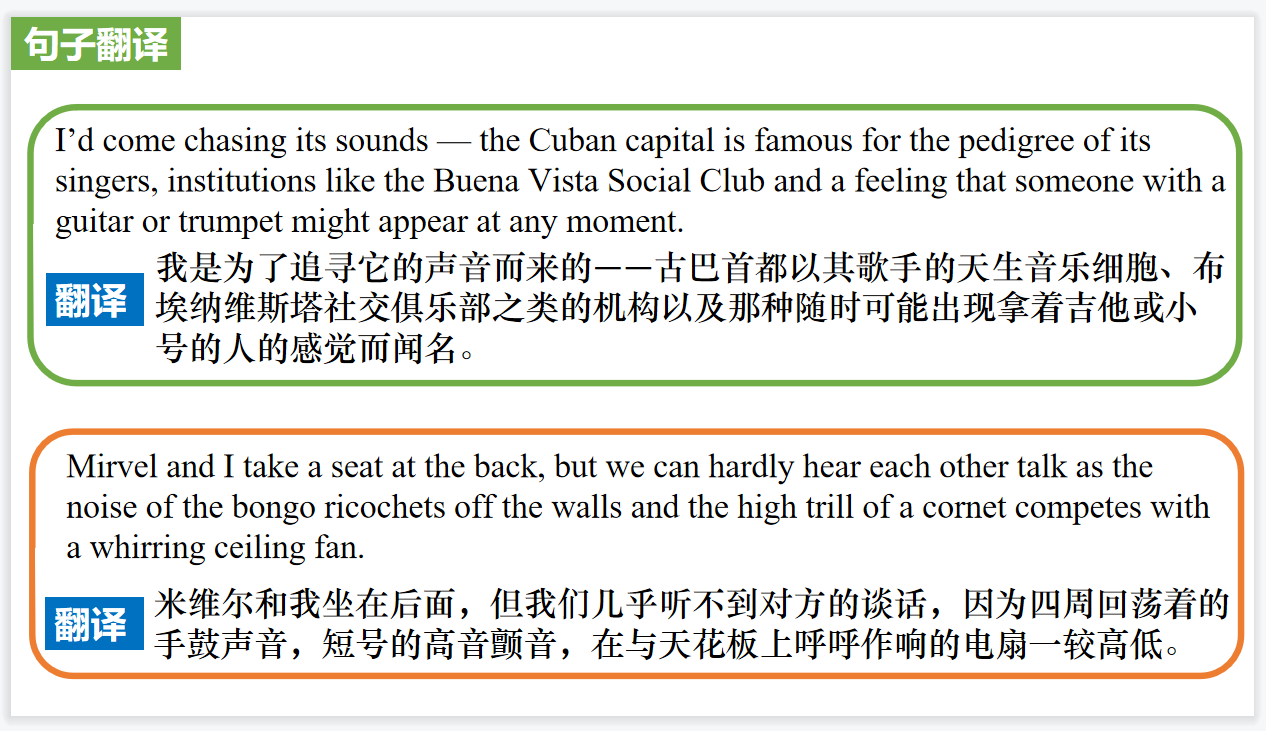 句子翻译
I’d come chasing its sounds — the Cuban capital is famous for the pedigree of its
singers, institutions like the Buena Vista Social Club and a feeling that someone with a
guitar or trumpet might appear at any moment.
翻译
我是为了追寻它的声音而来的——古巴首都以其歌手的天生音乐细胞、布
埃纳维斯塔社交俱乐部之类的机构以及那种随时可能出现拿着吉他或小
号的人的感觉而闻名。
Mirvel and I take a seat at the back, but we can hardly hear each other talk as the
noise of the bongo ricochets off the walls and the high trill of a cornet competes with
a whirring ceiling fan.
翻译
米维尔和我坐在后面，但我们几乎听不到对方的谈话，因为四周回荡着的
手鼓声音，短号的高音颤音，在与天花板上呼呼作响的电扇一较高低。